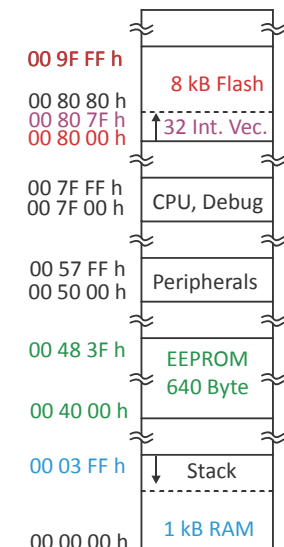 00 9F FF h
8 kB Flash
00 80 80 h
00 80 7F h
32 Int. Vec.
00 80 00 h
00 7F FF h
CPU, Debug
00 7F 00 h
00 57 FF h
Peripherals
00 50 00 h
00 48 3F h
EEPROM
640 Byte
00 40 00 h
00 03 FF h
Stack
1 kB RAM
00 00 00 h